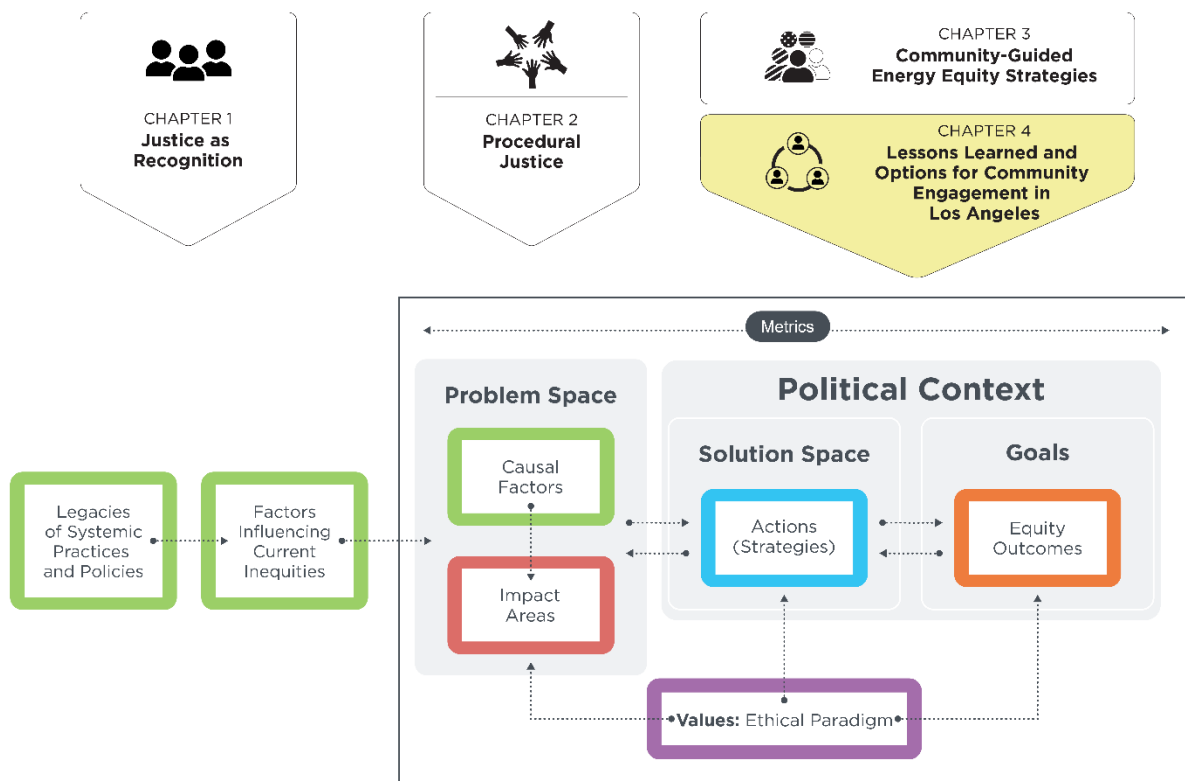 CHAPTER 1
Justice as
Recognition
CHAPTER 2
Procedural
Justice
CHAPTER 3
Community-Guided
Energy Equity Strategies
CHAPTER 4
Lessons Learned and
Options for Community
Engagement in
Los Angeles
Metrics
Problem Space
Political Context
Causal
Factors
Solution Space
Goals
Legacies
of Systemic
Practices
and Policies
Factors
Influencing
Current
Inequities
Actions
(Strategies)
Equity
Outcomes
Impact
Areas
Values: Ethical Paradigm